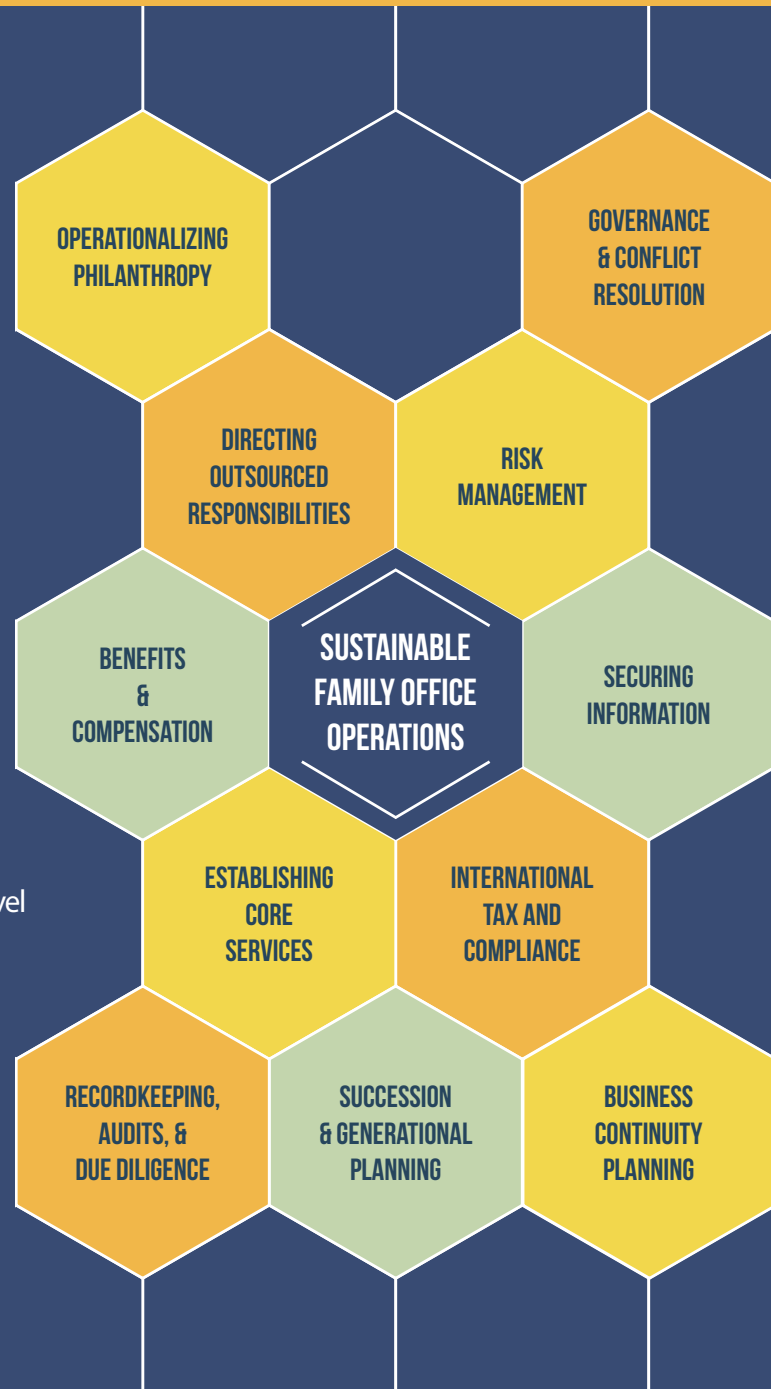 OPERATIONALIZING
PHILANTHROPY
GOVERNANCE
& CONFLICT
RESOLUTION
DIRECTING
OUTSOURCED
RESPONSIBILITIES
RISK
MANAGEMENT
BENEFITS
&
COMPENSATION
SUSTAINABLE
FAMILY OFFICE
OPERATIONS
SECURING
INFORMATION
ESTABLISHING
CORE
SERVICES
INTERNATIONAL
TAX AND
COMPLIANCE
RECORDKEEPING,
AUDITS, &
DUE DILIGENCE
SUCCESSION
& GENERATIONAL
PLANNING
BUSINESS
CONTINUITY
PLANNING